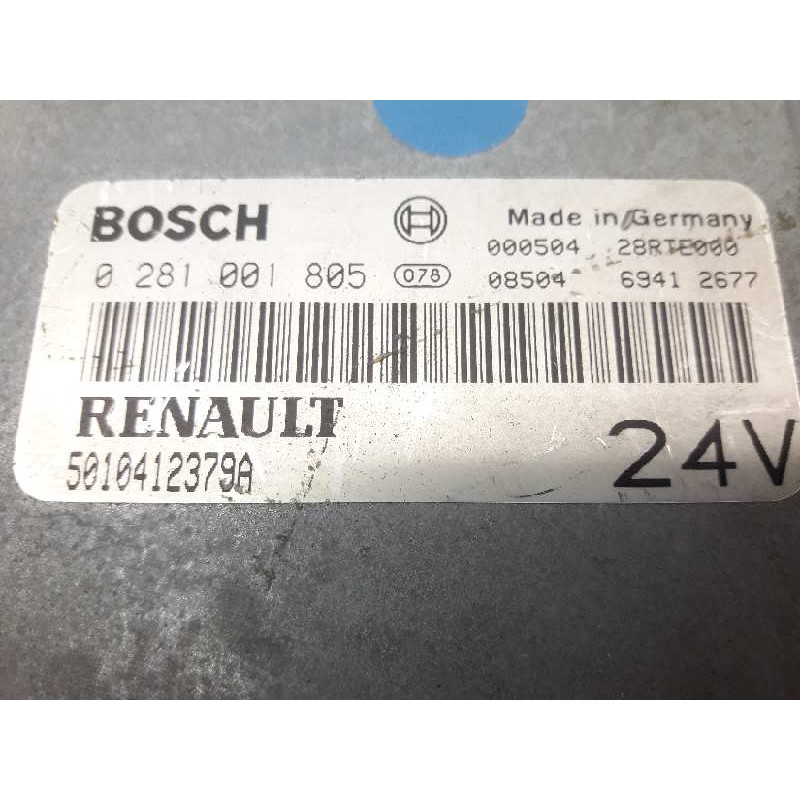 BOSCH
Made in Germany
000504 28RTE000
0 281 001 805 078
08504 6941 2677
RENAULT
5010412379A
24V